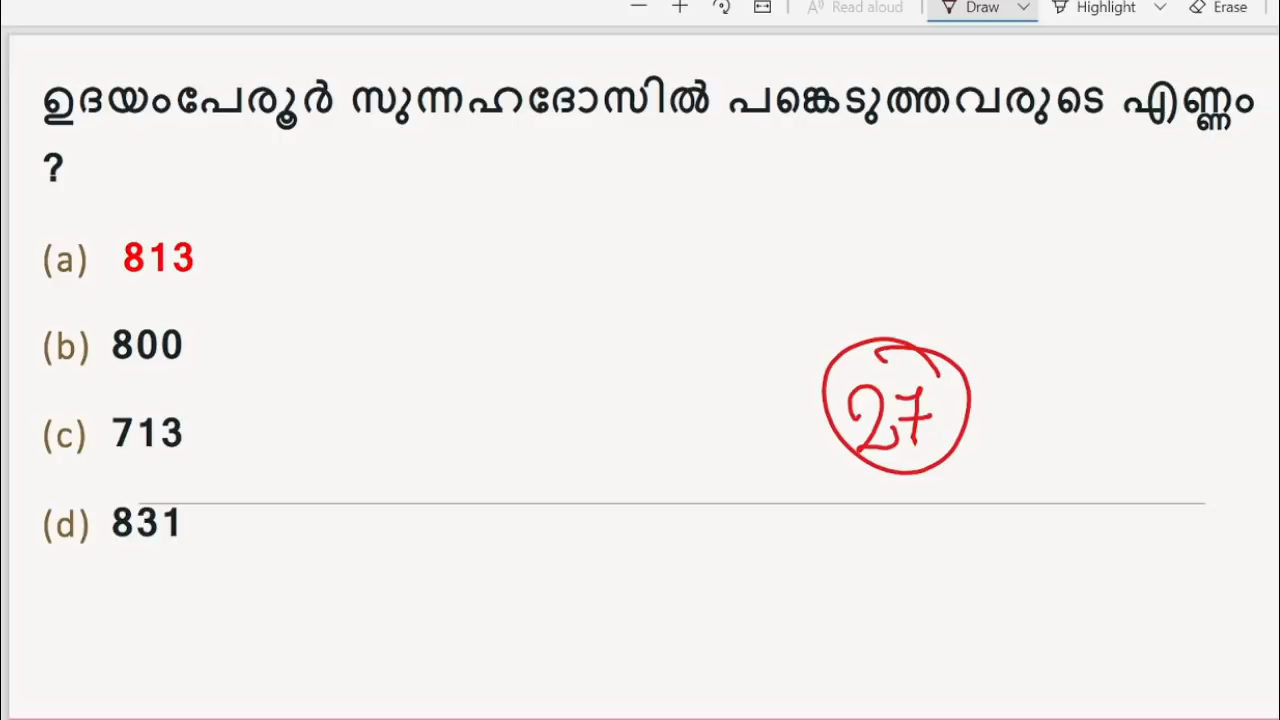 Read aloud Draw Highlight Erase
ഉദയംപേരൂർ സുന്നഹദോസിൽ പങ്കെടുത്തവരുടെ എണ്ണം
?
(a) 813
(b) 800
(c) 713
(d) 831
27